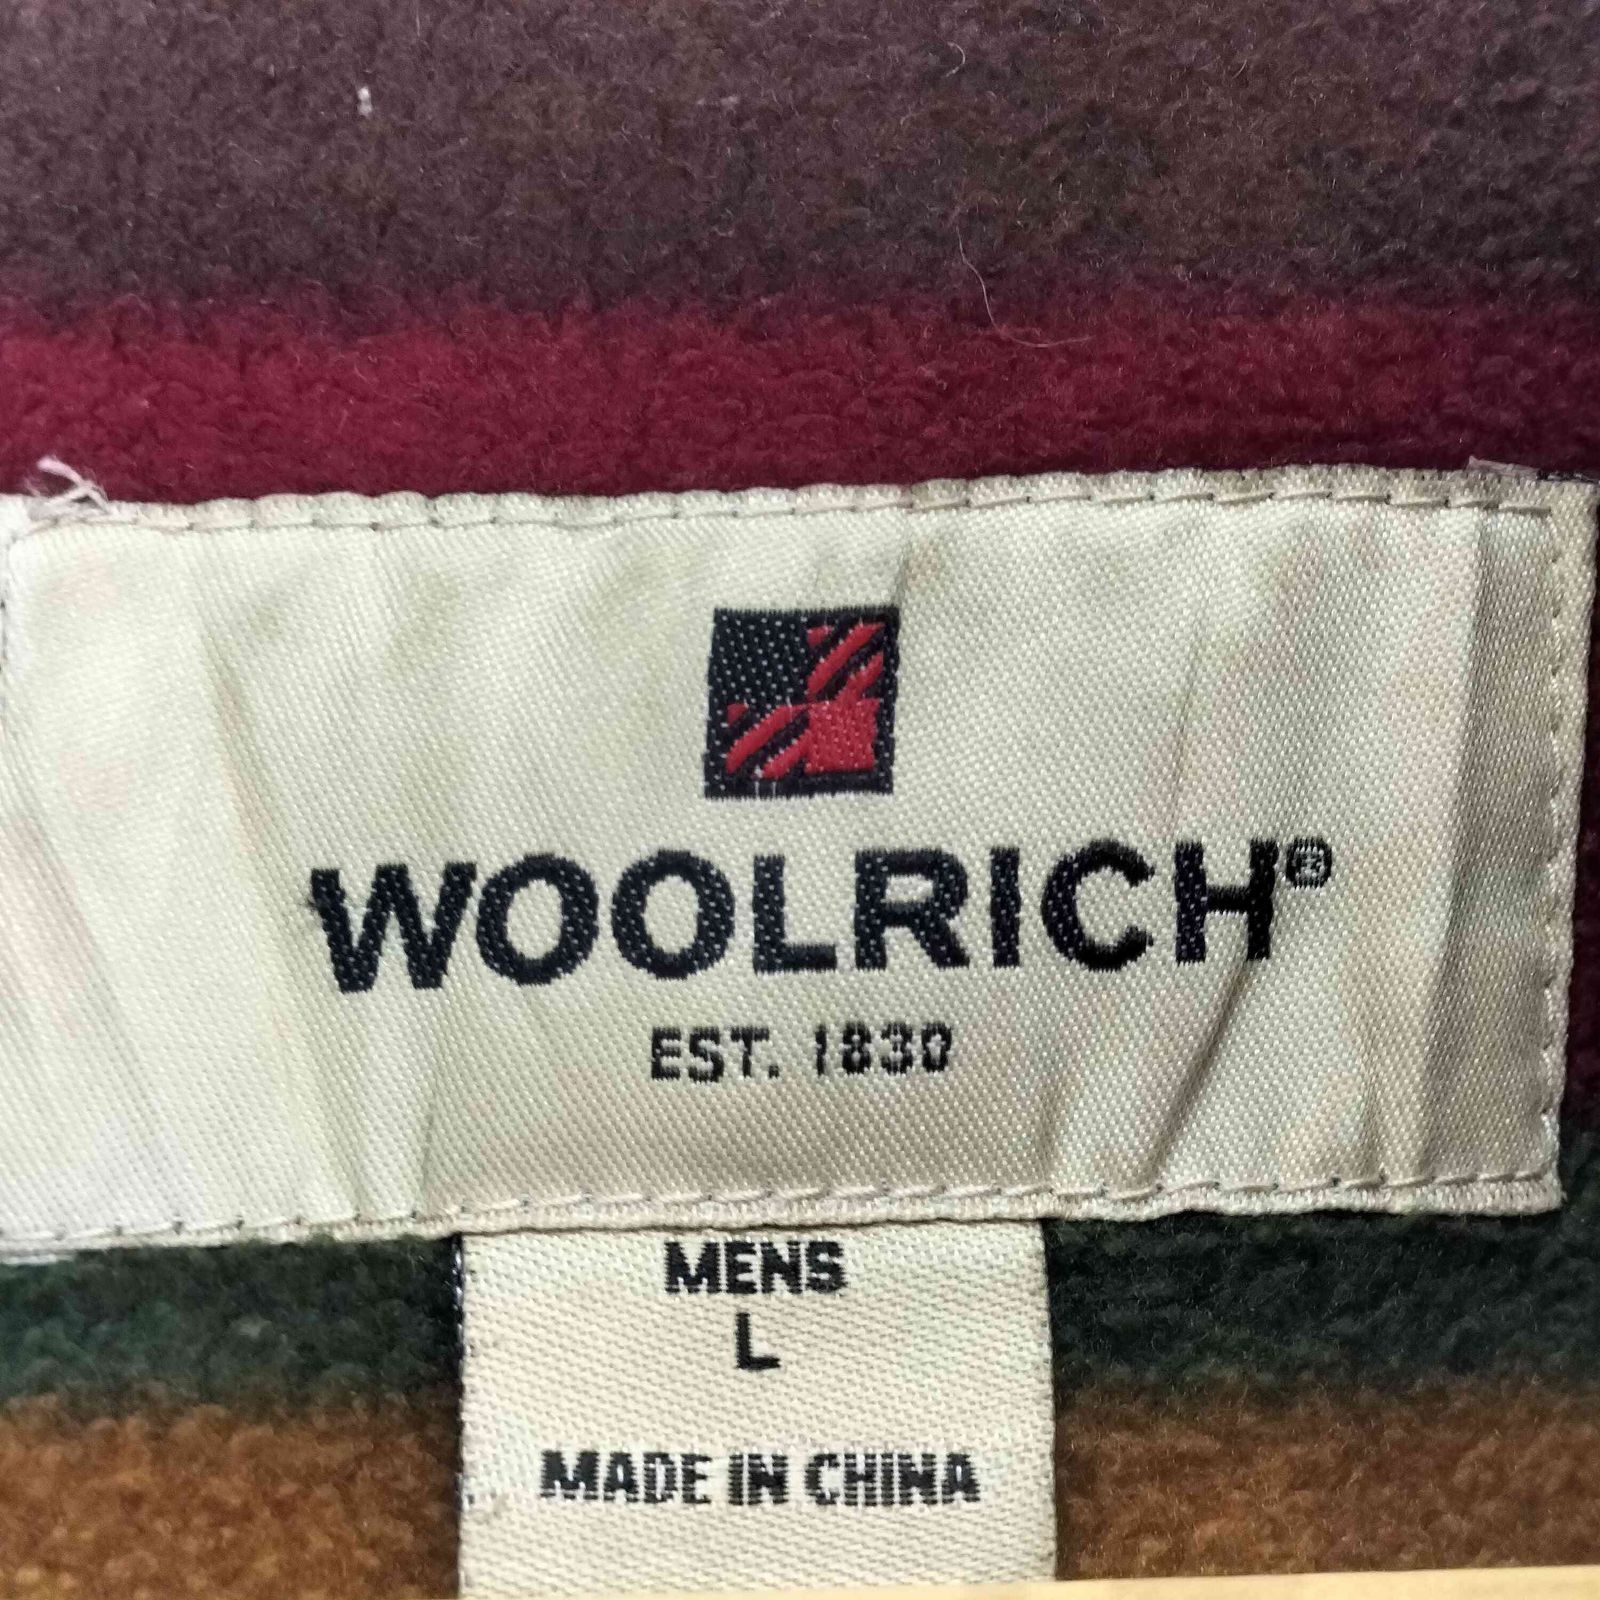 WOOLRICH®
EST. 1830
MENS
L
MADE IN CHINA